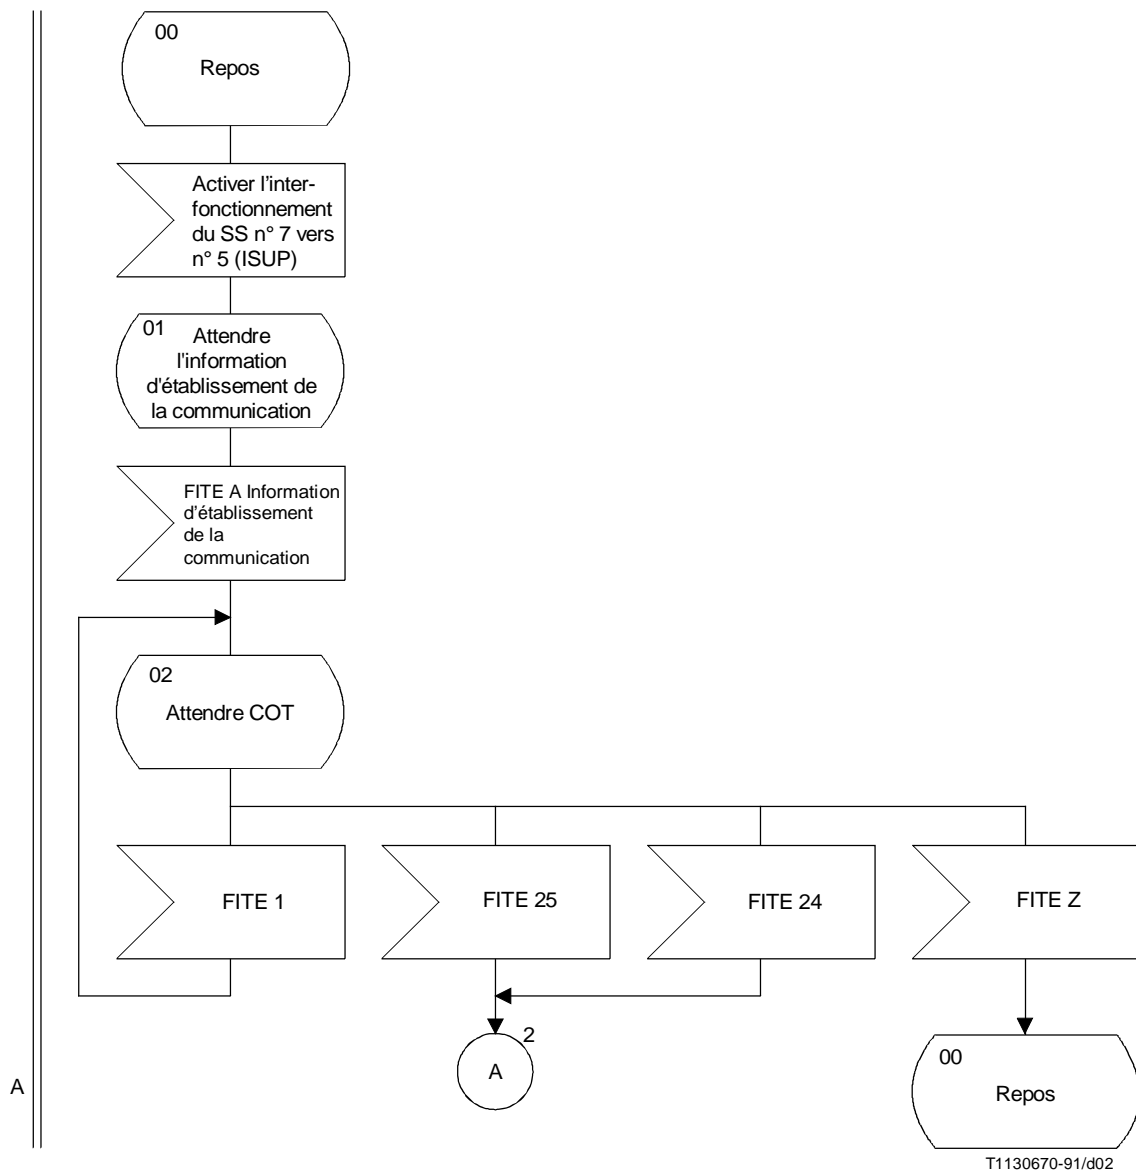 00
Repos
Activer l'inter-
fonctionnement
du SS n° 7 vers
n° 5 (ISUP)
01
Attendre
l'information
d'établissement de
la communication
FITE A Information
d'établissement
de la
communication
02
Attendre COT
FITE 1
FITE 25
FITE 24
FITE Z
2
A
00
Repos
A
T1130670-91/d02